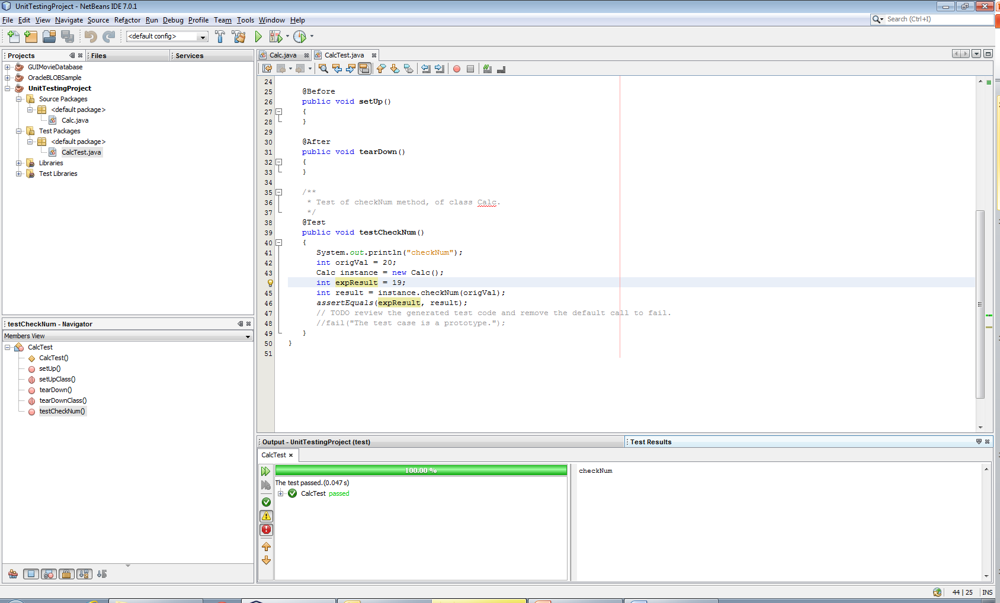 UnitTestingProject - NetBeans IDE 7.0.1
File Edit View Navigate Source Refactor Run Debug Profile Team Tools Window Help
Search (Ctrl+I)
<default config>
Projects
Files
Services
GUIMovieDatabase
OracleBLOBSample
UnitTestingProject
Source Packages
<default package>
Calc.java
Test Packages
<default package>
CalcTest.java
Libraries
Test Libraries
testCheckNum - Navigator
Members View
CalcTest
CalcTest()
setUp()
setUpClass()
tearDown()
tearDownClass()
testCheckNum()
Calc.java
CalcTest.java
24
25 @Before
26 public void setUp()
27 {
28 }
29
30 @After
31 public void tearDown()
32 {
33 }
34
35 /**
36 * Test of checkNum method, of class Calc.
37 */
38 @Test
39 public void testCheckNum()
40 {
41 System.out.println("checkNum");
42 int origVal = 20;
43 Calc instance = new Calc();
int expResult = 19;
45 int result = instance.checkNum(origVal);
46 assertEquals(expResult, result);
47 // TODO review the generated test code and remove the default call to fail.
48 //fail("The test case is a prototype.");
49 }
50 }
51
Output - UnitTestingProject (test)
Test Results
CalcTest
100.00 %
The test passed.(0.047 s)
CalcTest passed
checkNum
44 | 25 INS